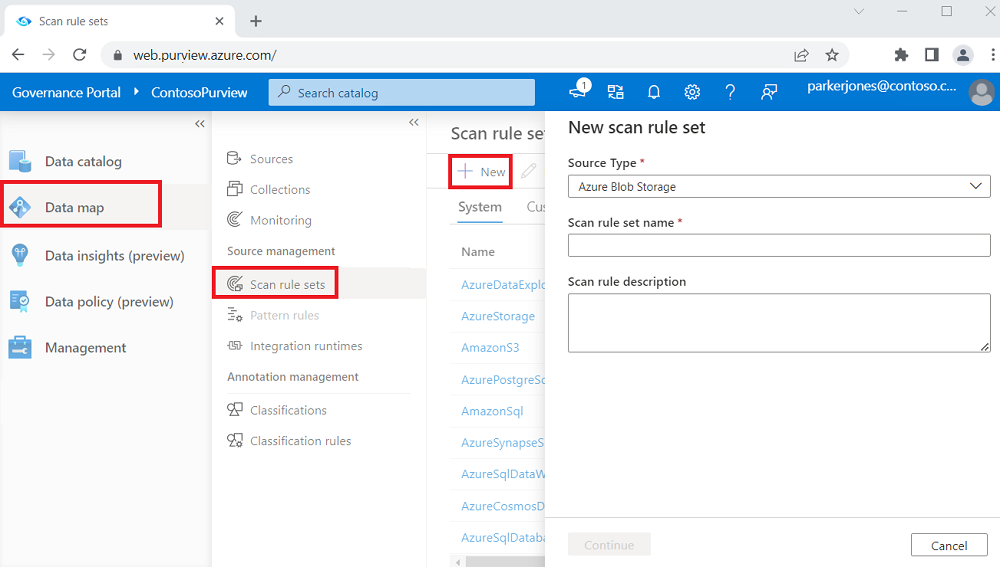 Scan rule sets
web.purview.azure.com/
Governance Portal
ContosoPurview
Search catalog
1
parkerjones@contoso.c...
Data catalog
Data map
Data insights (preview)
Data policy (preview)
Management
Sources
Collections
Monitoring
Source management
Scan rule sets
Pattern rules
Integration runtimes
Annotation management
Classifications
Classification rules
Scan rule se
New
System Cu
Name
AzureDataExplo
AzureStorage
AmazonS3
AzurePostgreSq
AmazonSql
AzureSynapseS
AzureSqlDataW
AzureCosmosD
AzureSqlDataba
New scan rule set
Source Type *
Azure Blob Storage
Scan rule set name *
Scan rule description
Continue
Cancel